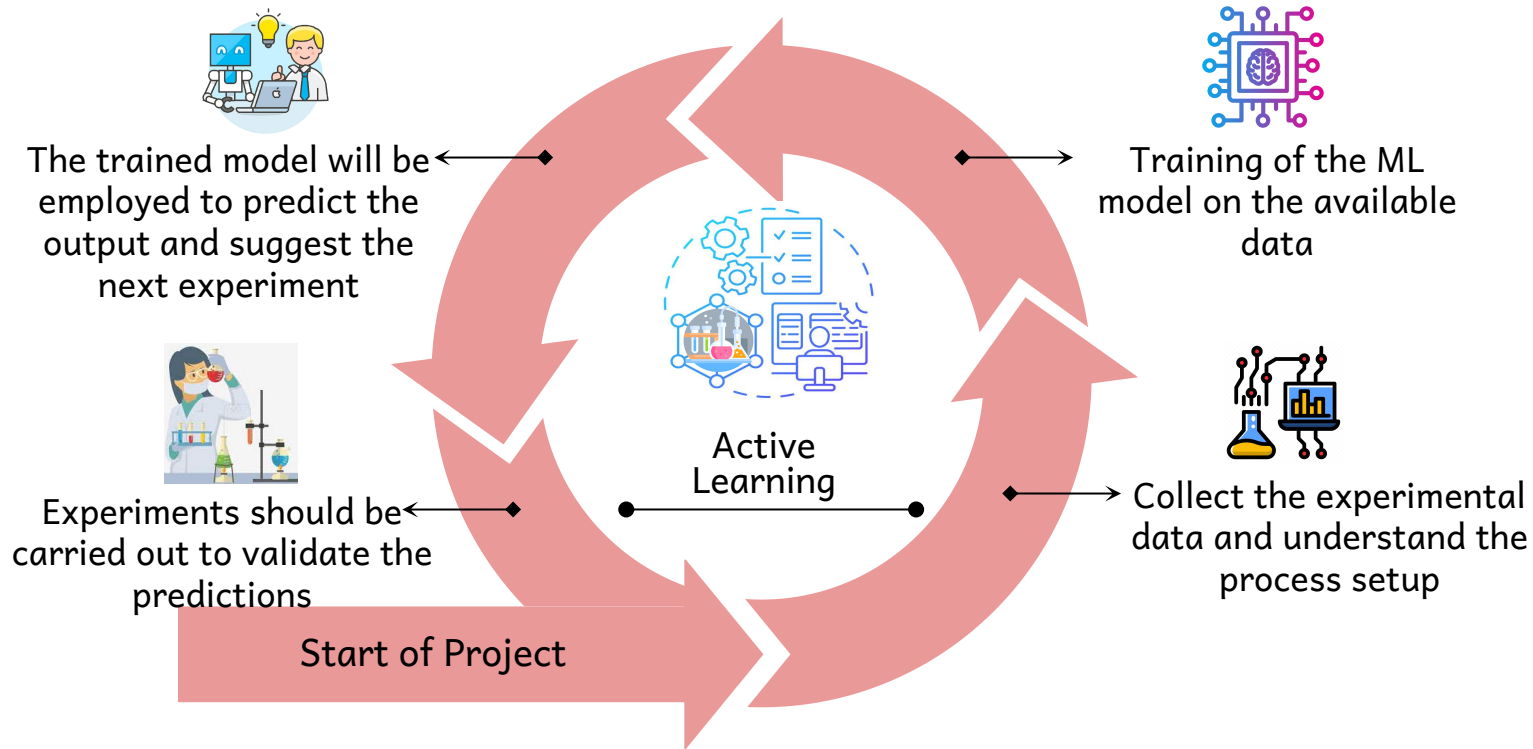 The trained model will be
employed to predict the
output and suggest the
next experiment
Training of the ML
model on the available
data
Active
Learning
Experiments should be
carried out to validate the
predictions
Collect the experimental
data and understand the
process setup
Start of Project